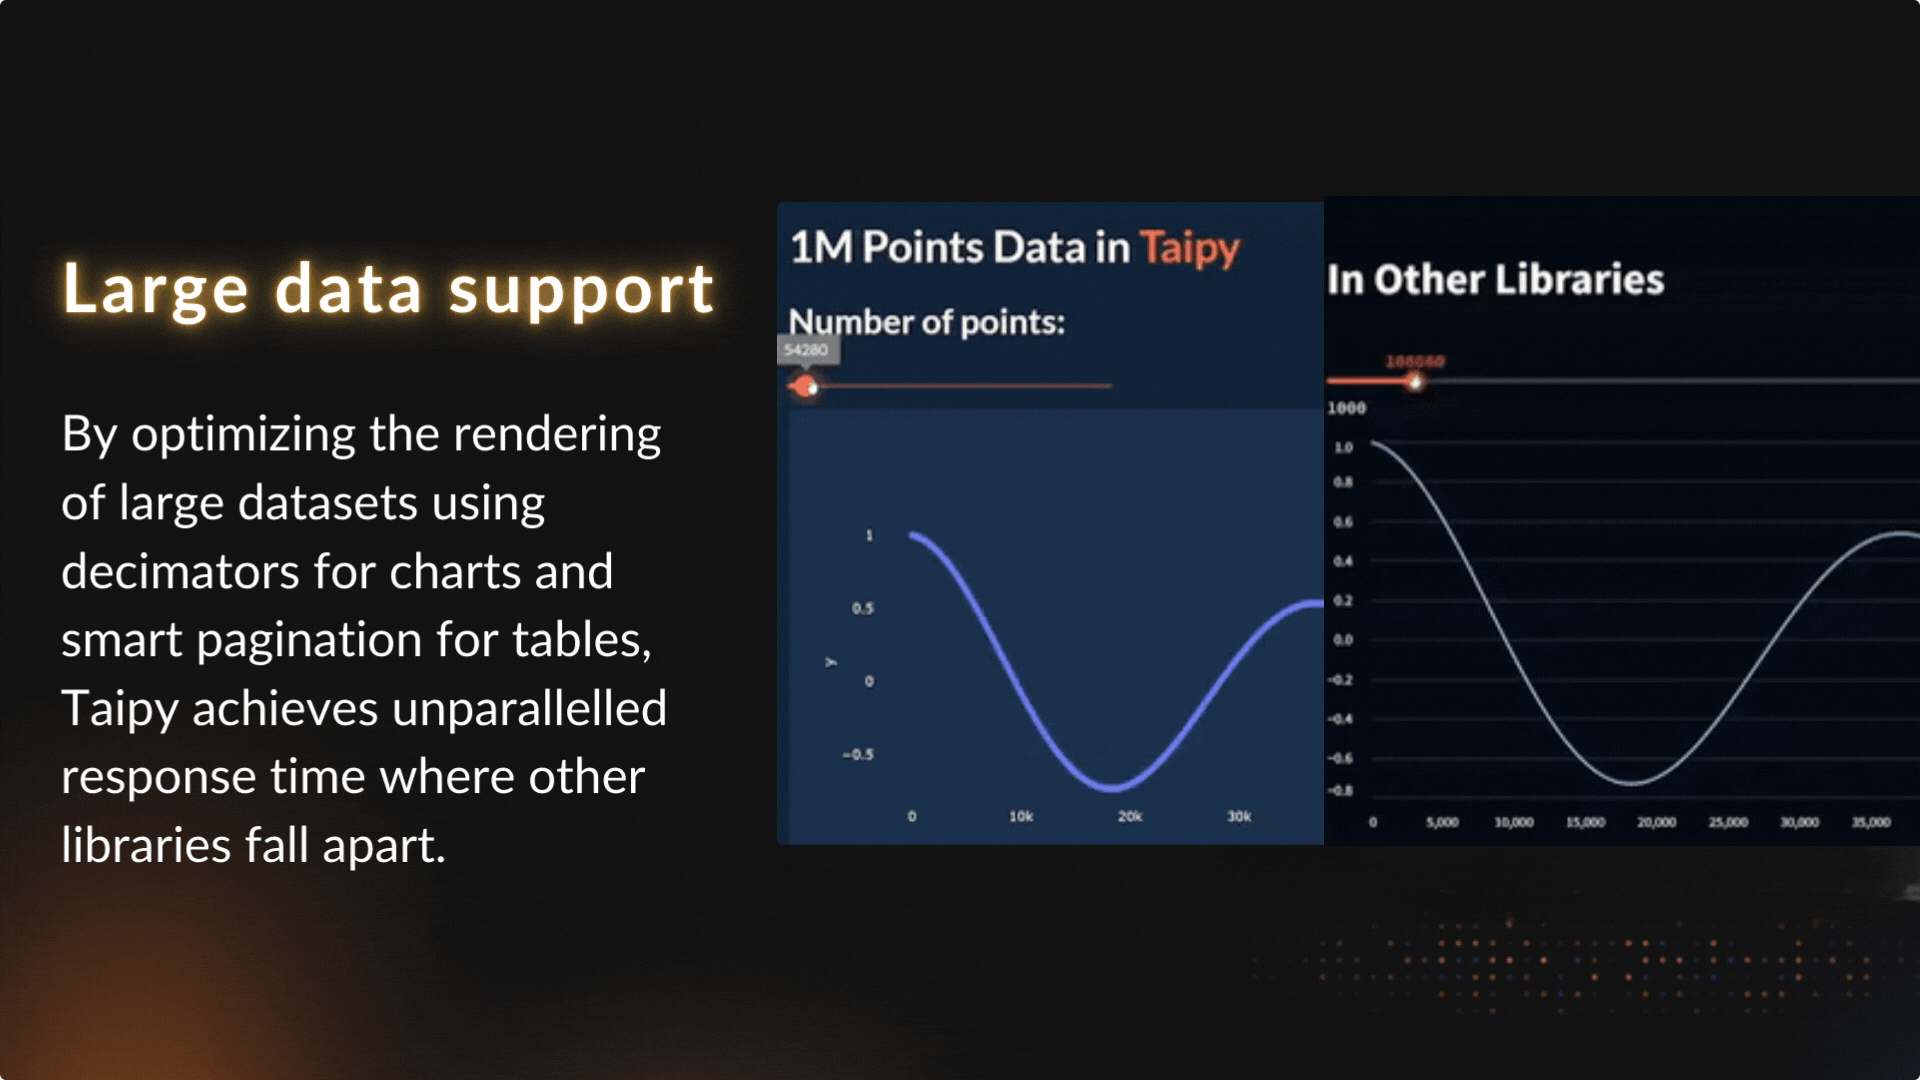 Large data support
By optimizing the rendering
of large datasets using
decimators for charts and
smart pagination for tables,
Taipy achieves unparallelled
response time where other
libraries fall apart.
1M Points Data in Taipy
Number of points:
54280
1
0.5
y
0
−0.5
0 10k 20k 30k
In Other Libraries
1000
1.0
0.8
0.6
0.4
0.2
0.0
-0.2
-0.4
-0.6
-0.8
0 5,000 10,000 15,000 20,000 25,000 30,000 35,000